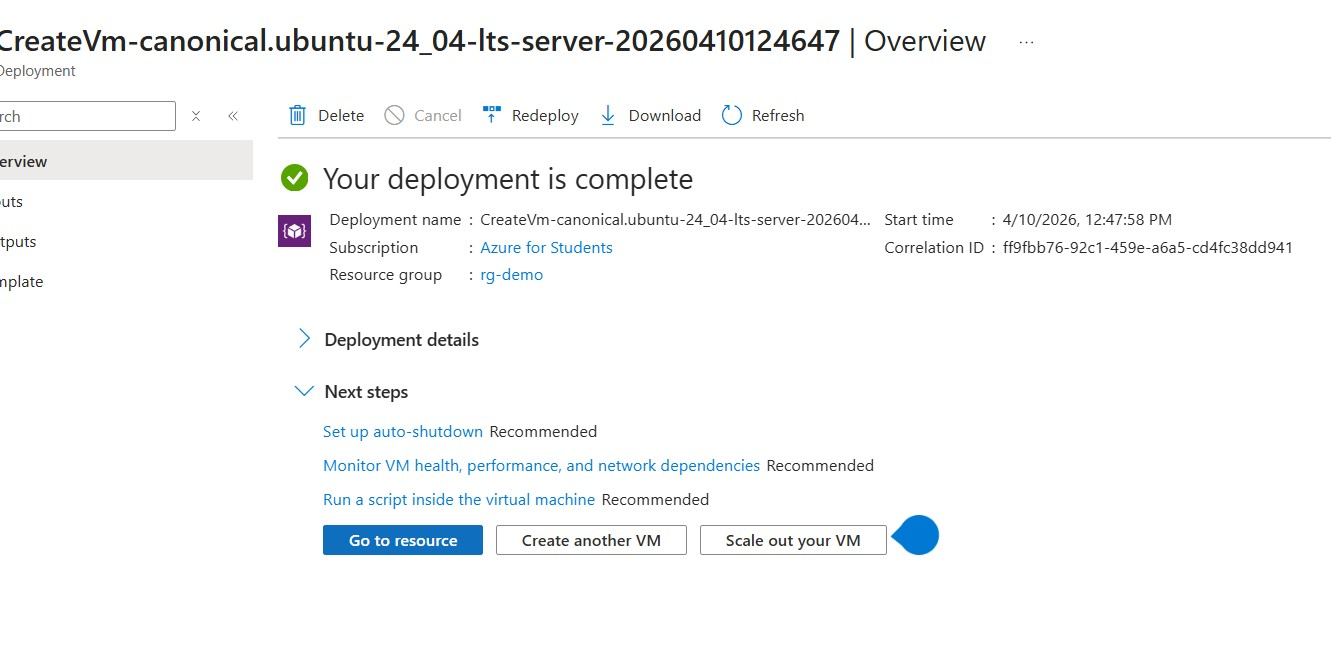 CreateVm-canonical.ubuntu-24_04-lts-server-20260410124647 | Overview ...
Deployment
rch
Delete Cancel Redeploy Download Refresh
erview
uts
tputs
mplate
Your deployment is complete
Deployment name : CreateVm-canonical.ubuntu-24_04-lts-server-202604... Start time : 4/10/2026, 12:47:58 PM
Subscription : Azure for Students Correlation ID : ff9fbb76-92c1-459e-a6a5-cd4fc38dd941
Resource group : rg-demo
Deployment details
Next steps
Set up auto-shutdown Recommended
Monitor VM health, performance, and network dependencies Recommended
Run a script inside the virtual machine Recommended
Go to resource Create another VM Scale out your VM